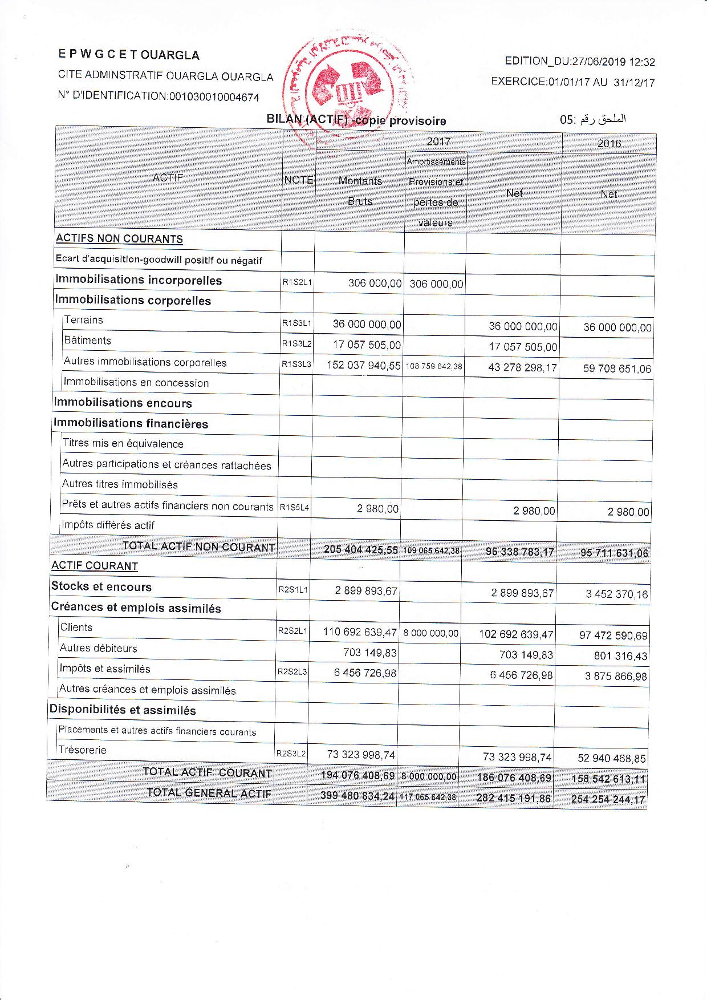 E P W G C E T OUARGLA
CITE ADMINSTRATIF OUARGLA OUARGLA
N° D'IDENTIFICATION:001030010004674
EDITION_DU:27/06/2019 12:32
EXERCICE:01/01/17 AU 31/12/17
BILAN (ACTIF) -copie provisoire
الملحق رقم :05
ACTIF NOTE 2017 2016
Montants Bruts Amortissements Provisions et pertes de valeurs Net Net
ACTIFS NON COURANTS
Ecart d'acquisition-goodwill positif ou négatif
Immobilisations incorporelles R1S2L1 306 000,00 306 000,00
Immobilisations corporelles
Terrains R1S3L1 36 000 000,00 36 000 000,00 36 000 000,00
Bâtiments R1S3L2 17 057 505,00 17 057 505,00
Autres immobilisations corporelles R1S3L3 152 037 940,55 108 759 642,38 43 278 298,17 59 708 651,06
Immobilisations en concession
Immobilisations encours
Immobilisations financières
Titres mis en équivalence
Autres participations et créances rattachées
Autres titres immobilisés
Prêts et autres actifs financiers non courants R1S5L4 2 980,00 2 980,00 2 980,00
Impôts différés actif
TOTAL ACTIF NON COURANT 205 404 425,55 109 065 642,38 96 338 783,17 95 711 631,06
ACTIF COURANT
Stocks et encours R2S1L1 2 899 893,67 2 899 893,67 3 452 370,16
Créances et emplois assimilés
Clients R2S2L1 110 692 639,47 8 000 000,00 102 692 639,47 97 472 590,69
Autres débiteurs 703 149,83 703 149,83 801 316,43
Impôts et assimilés R2S2L3 6 456 726,98 6 456 726,98 3 875 866,98
Autres créances et emplois assimilés
Disponibilités et assimilés
Placements et autres actifs financiers courants
Trésorerie R2S3L2 73 323 998,74 73 323 998,74 52 940 468,85
TOTAL ACTIF COURANT 194 076 408,69 8 000 000,00 186 076 408,69 158 542 613,11
TOTAL GENERAL ACTIF 399 480 834,24 117 065 642,38 282 415 191,86 254 254 244,17